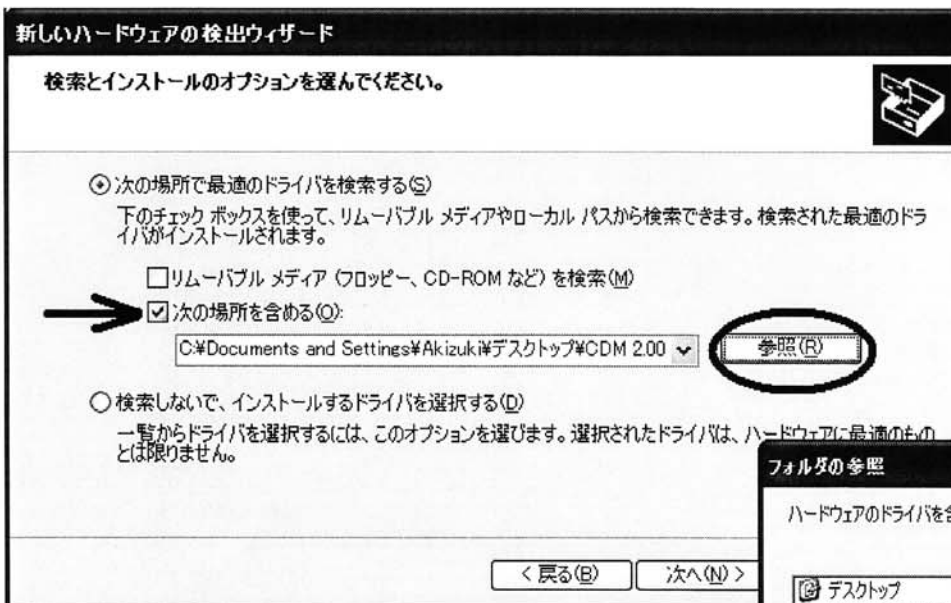 新しいハードウェアの検出ウィザード
検索とインストールのオプションを選んでください。
次の場所で最適のドライバを検索する(S)
下のチェック ボックスを使って、リムーバブル メディアやローカル パスから検索できます。検索された最適のドラ
イバがインストールされます。
リムーバブル メディア (フロッピー、CD-ROM など) を検索(M)
次の場所を含める(O):
C:¥Documents and Settings¥Akizuki¥デスクトップ¥CDM 2.00
参照(R)
検索しないで、インストールするドライバを選択する(D)
一覧からドライバを選択するには、このオプションを選びます。選択されたドライバは、ハードウェアに最適のもの
とは限りません。
フォルダの参照
ハードウェアのドライバを含
< 戻る(B)
次へ(N) >
デスクトップ